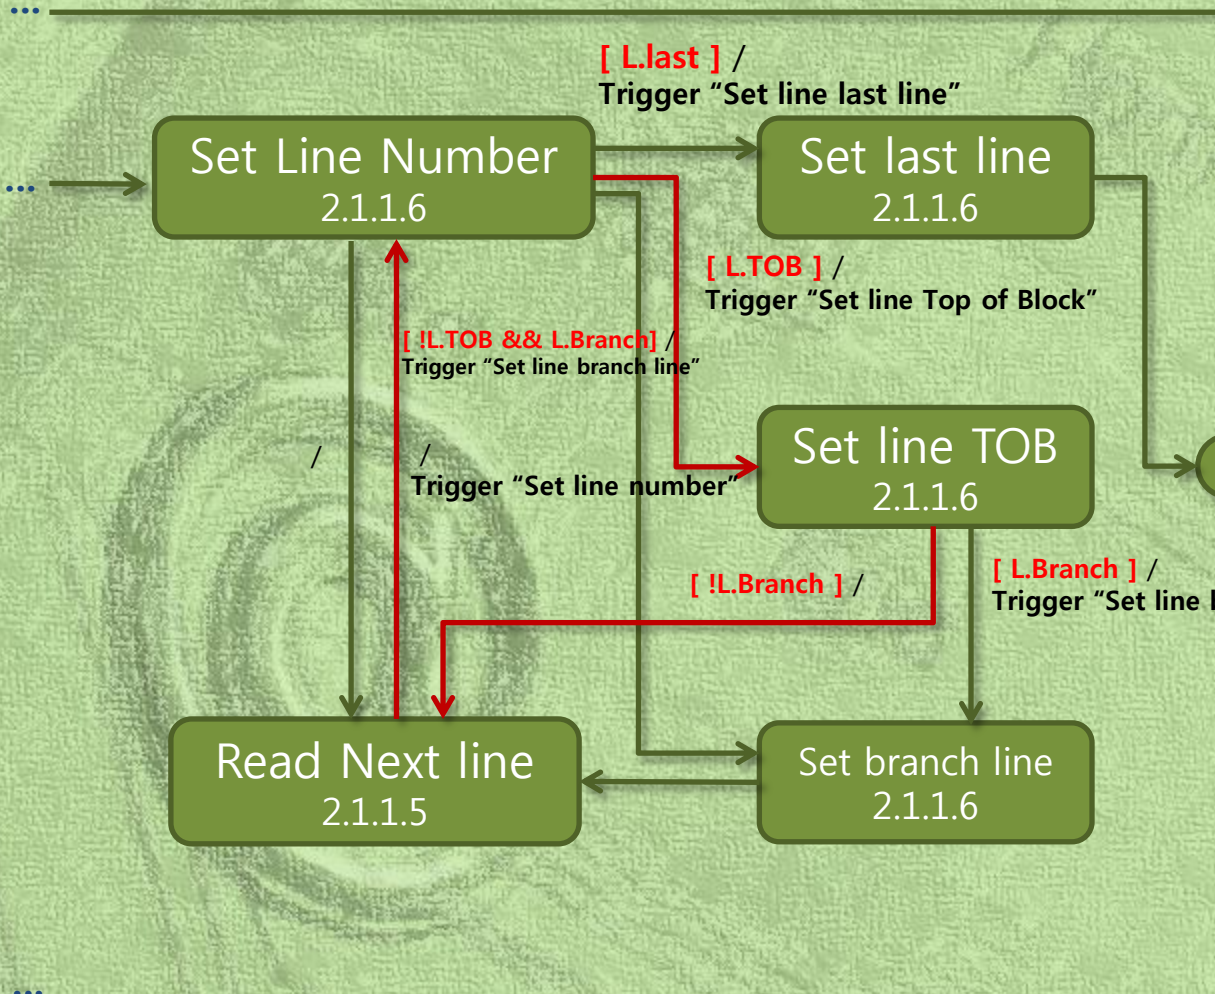 ...
[ L.last ] /
Trigger “Set line last line”
Set Line Number
2.1.1.6
Set last line
2.1.1.6
...
[ L.TOB ] /
Trigger “Set line Top of Block”
[ !L.TOB && L.Branch] /
Trigger “Set line branch line”
Set line TOB
2.1.1.6
/
/
Trigger “Set line number”
[ !L.Branch ] /
[ L.Branch ] /
Trigger “Set line
Read Next line
2.1.1.5
Set branch line
2.1.1.6
...